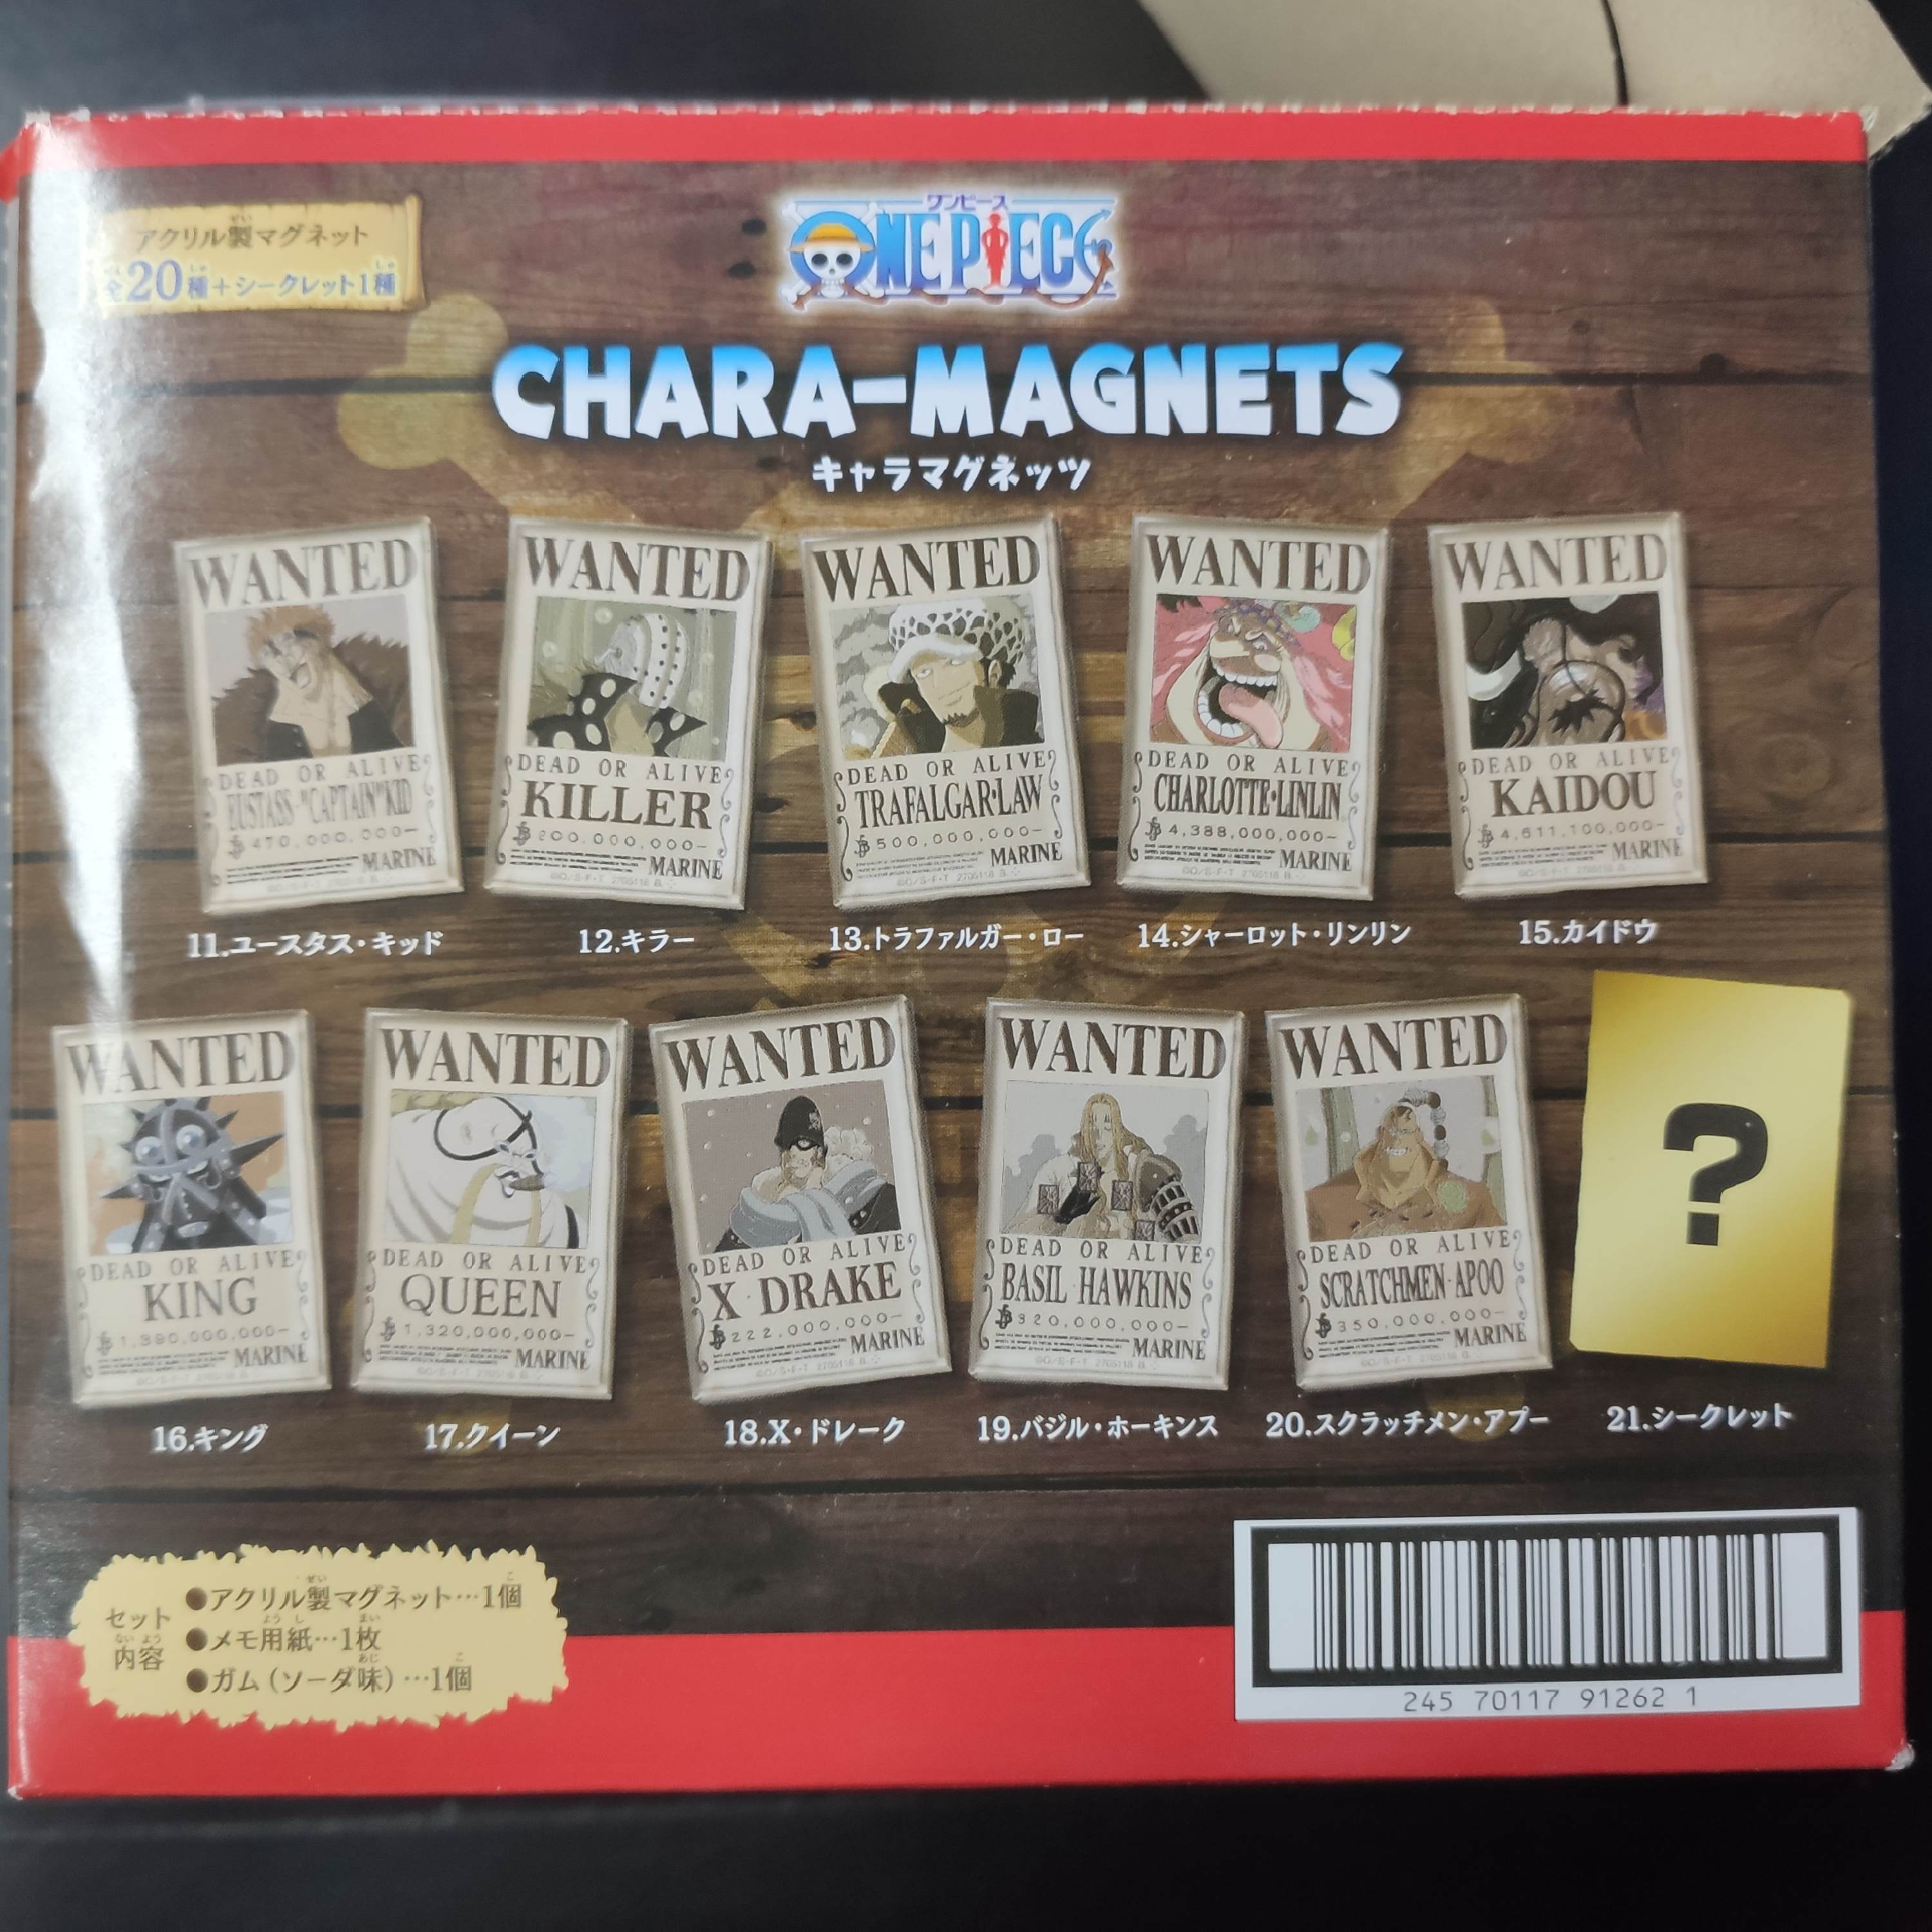 アクリル製マグネット
全20種+シークレット1種
ワンピース
ONE PIECE
CHARA-MAGNETS
キャラマグネッツ
WANTED
DEAD OR ALIVE
EUSTASS·"CAPTAIN"KID
470,000,000-
MARINE
11.ユースタス・キッド
WANTED
DEAD OR ALIVE
KILLER
200,000,000-
MARINE
12.キラー
WANTED
DEAD OR ALIVE
TRAFALGAR·LAW
500,000,000-
MARINE
13.トラファルガー・ロー
WANTED
DEAD OR ALIVE
CHARLOTTE·LINLIN
4,388,000,000-
MARINE
14.シャーロット・リンリン
WANTED
DEAD OR ALIVE
KAIDOU
4,611,100,000-
MARINE
15.カイドウ
WANTED
DEAD OR ALIVE
KING
1,390,000,000-
MARINE
16.キング
WANTED
DEAD OR ALIVE
QUEEN
1,320,000,000-
MARINE
17.クイーン
WANTED
DEAD OR ALIVE
X·DRAKE
222,000,000-
MARINE
18.X・ドレーク
WANTED
DEAD OR ALIVE
BASIL·HAWKINS
320,000,000-
MARINE
19.バジル・ホーキンス
WANTED
DEAD OR ALIVE
SCRATCHMEN·APOO
350,000,000-
MARINE
20.スクラッチメン・アプー
?
21.シークレット
セット内容
●アクリル製マグネット…1個
●メモ用紙…1枚
●ガム(ソーダ味)…1個
245 70117 91262 1